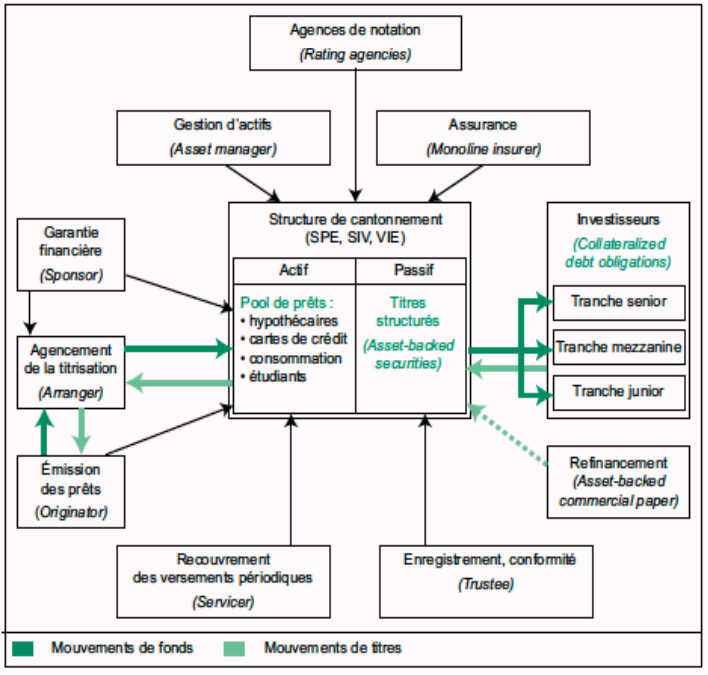 Agences de notation
(Rating agencies)
Gestion d'actifs
(Asset manager)
Assurance
(Monoline insurer)
Garantie
financière
(Sponsor)
Structure de cantonnement
(SPE, SIV, VIE)
Actif
Passif
Pool de prêts :
• hypothécaires
• cartes de crédit
• consommation
• étudiants
Titres
structurés
(Asset-backed
securities)
Investisseurs
(Collateralized
debt obligations)
Tranche senior
Tranche mezzanine
Tranche junior
Agencement
de la titrisation
(Arranger)
Émission
des prêts
(Originator)
Refinancement
(Asset-backed
commercial paper)
Recouvrement
des versements périodiques
(Servicer)
Enregistrement, conformité
(Trustee)
Mouvements de fonds
Mouvements de titres